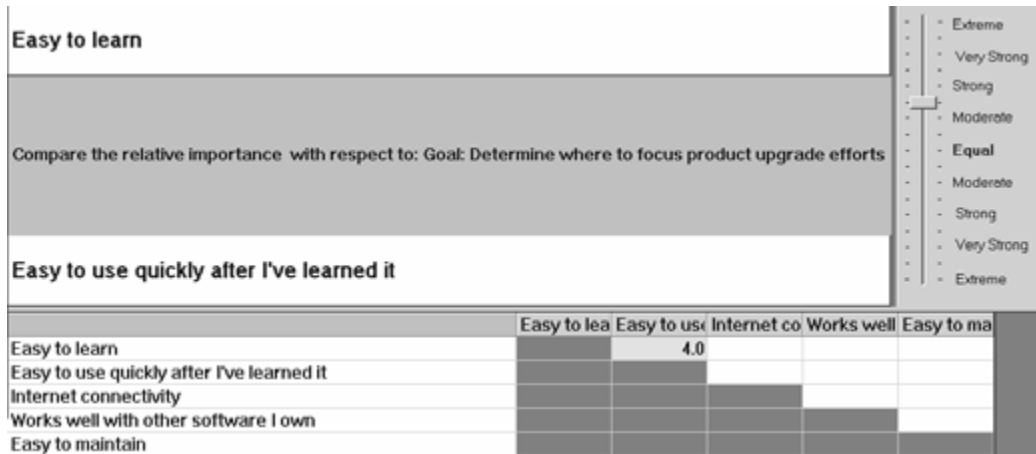 Easy to learn
Extreme
Very Strong
Strong
Moderate
Compare the relative importance with respect to: Goal: Determine where to focus product upgrade efforts
Equal
Moderate
Strong
Very Strong
Easy to use quickly after I've learned it
Extreme
Easy to lea Easy to use Internet co Works well Easy to ma
Easy to learn 4.0
Easy to use quickly after I've learned it
Internet connectivity
Works well with other software I own
Easy to maintain